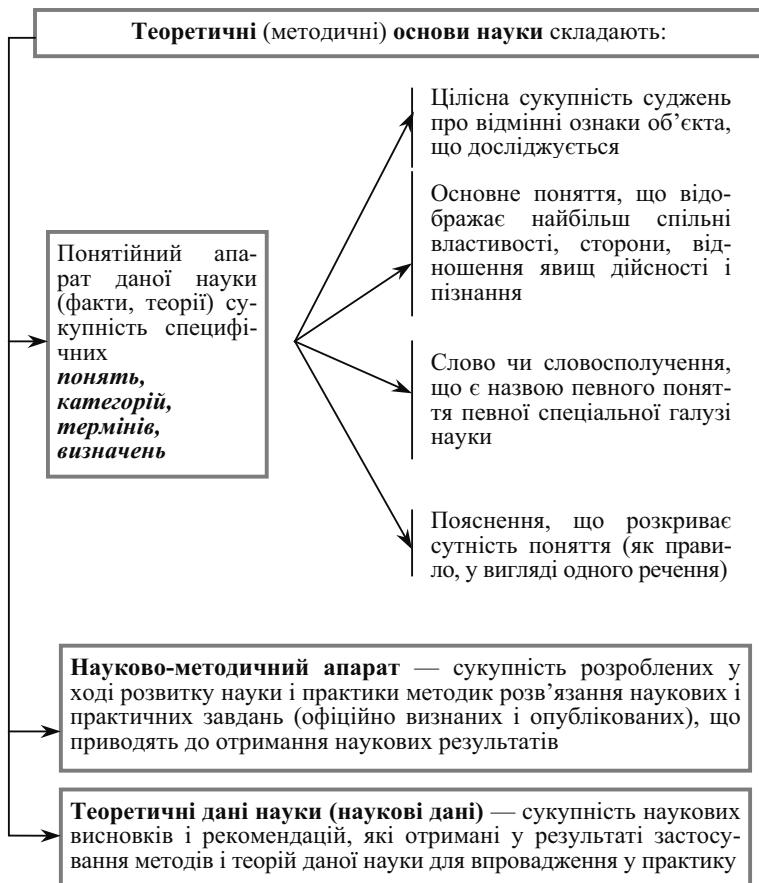 Теоретичні (методичні) основи науки складають:
Цілісна сукупність суджень
про відмінні ознаки об’єкта,
що досліджується
Основне поняття, що відо-
бражає найбільш спільні
властивості, сторони, від-
ношення явищ дійсності і
пізнання
Понятійний апа-
рат даної науки
(факти, теорії) су-
купність специфі-
чних
понять,
категорій,
термінів,
визначень
Слово чи словосполучення,
що є назвою певного понят-
тя певної спеціальної галузі
науки
Пояснення, що розкриває
сутність поняття (як прави-
ло, у вигляді одного речення)
Науково-методичний апарат — сукупність розроблених у
ході розвитку науки і практики методик розв’язання наукових і
практичних завдань (офіційно визнаних і опублікованих), що
приводять до отримання наукових результатів
Теоретичні дані науки (наукові дані) — сукупність наукових
висновків і рекомендацій, які отримані у результаті застосу-
вання методів і теорій даної науки для впровадження у практику